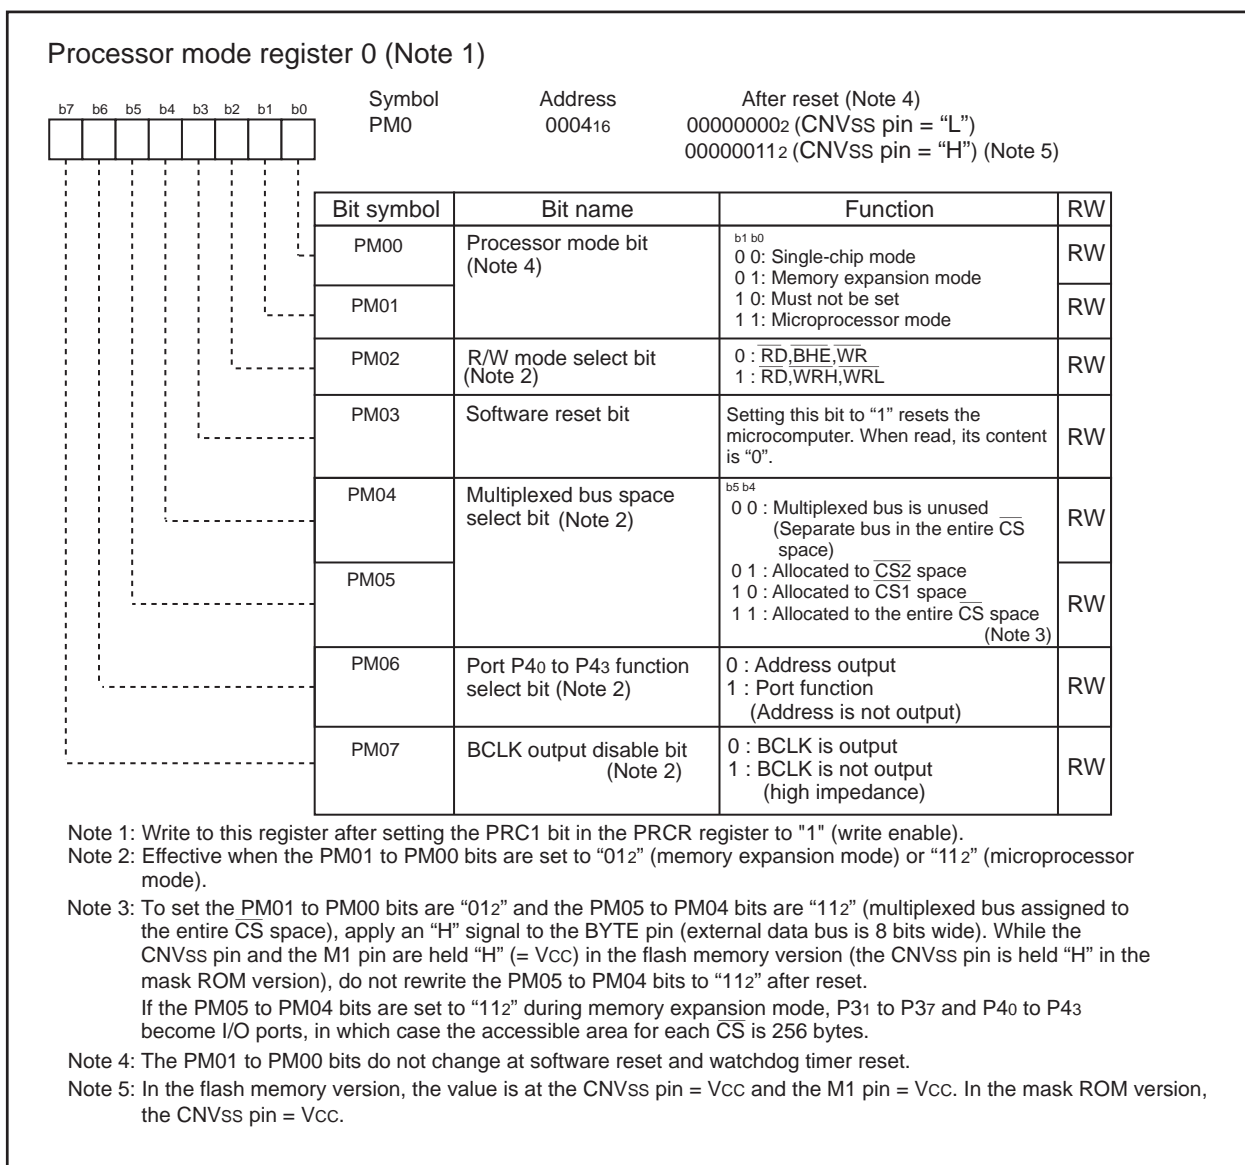 Processor mode register 0 (Note 1)
b7 b6 b5 b4 b3 b2 b1 b0
Symbol Address After reset (Note 4)
PM0 000416 000000002 (CNVSS pin = “L”)
000000112 (CNVSS pin = “H”) (Note 5)
Bit symbol Bit name Function RW
PM00 Processor mode bit
(Note 4)
b1 b0
0 0: Single-chip mode
0 1: Memory expansion mode
1 0: Must not be set
1 1: Microprocessor mode
RW
PM01
RW
PM02 R/W mode select bit
(Note 2)
0 : RD,BHE,WR
1 : RD,WRH,WRL
RW
PM03 Software reset bit
Setting this bit to “1” resets the
microcomputer. When read, its content
is “0”.
RW
PM04 Multiplexed bus space
select bit (Note 2)
b5 b4
0 0 : Multiplexed bus is unused
(Separate bus in the entire CS
space)
0 1 : Allocated to CS2 space
1 0 : Allocated to CS1 space
1 1 : Allocated to the entire CS space
(Note 3)
RW
PM05
RW
PM06 Port P40 to P43 function
select bit (Note 2)
0 : Address output
1 : Port function
(Address is not output)
RW
PM07 BCLK output disable bit
(Note 2)
0 : BCLK is output
1 : BCLK is not output
(high impedance)
RW
Note 1: Write to this register after setting the PRC1 bit in the PRCR register to "1" (write enable).
Note 2: Effective when the PM01 to PM00 bits are set to “012” (memory expansion mode) or “112” (microprocessor
mode).
Note 3: To set the PM01 to PM00 bits are “012” and the PM05 to PM04 bits are “112” (multiplexed bus assigned to
the entire CS space), apply an “H” signal to the BYTE pin (external data bus is 8 bits wide). While the
CNVSS pin and the M1 pin are held “H” (= VCC) in the flash memory version (the CNVSS pin is held “H” in the
mask ROM version), do not rewrite the PM05 to PM04 bits to “112” after reset.
If the PM05 to PM04 bits are set to “112” during memory expansion mode, P31 to P37 and P40 to P43
become I/O ports, in which case the accessible area for each CS is 256 bytes.
Note 4: The PM01 to PM00 bits do not change at software reset and watchdog timer reset.
Note 5: In the flash memory version, the value is at the CNVSS pin = VCC and the M1 pin = VCC. In the mask ROM version,
the CNVSS pin = VCC.